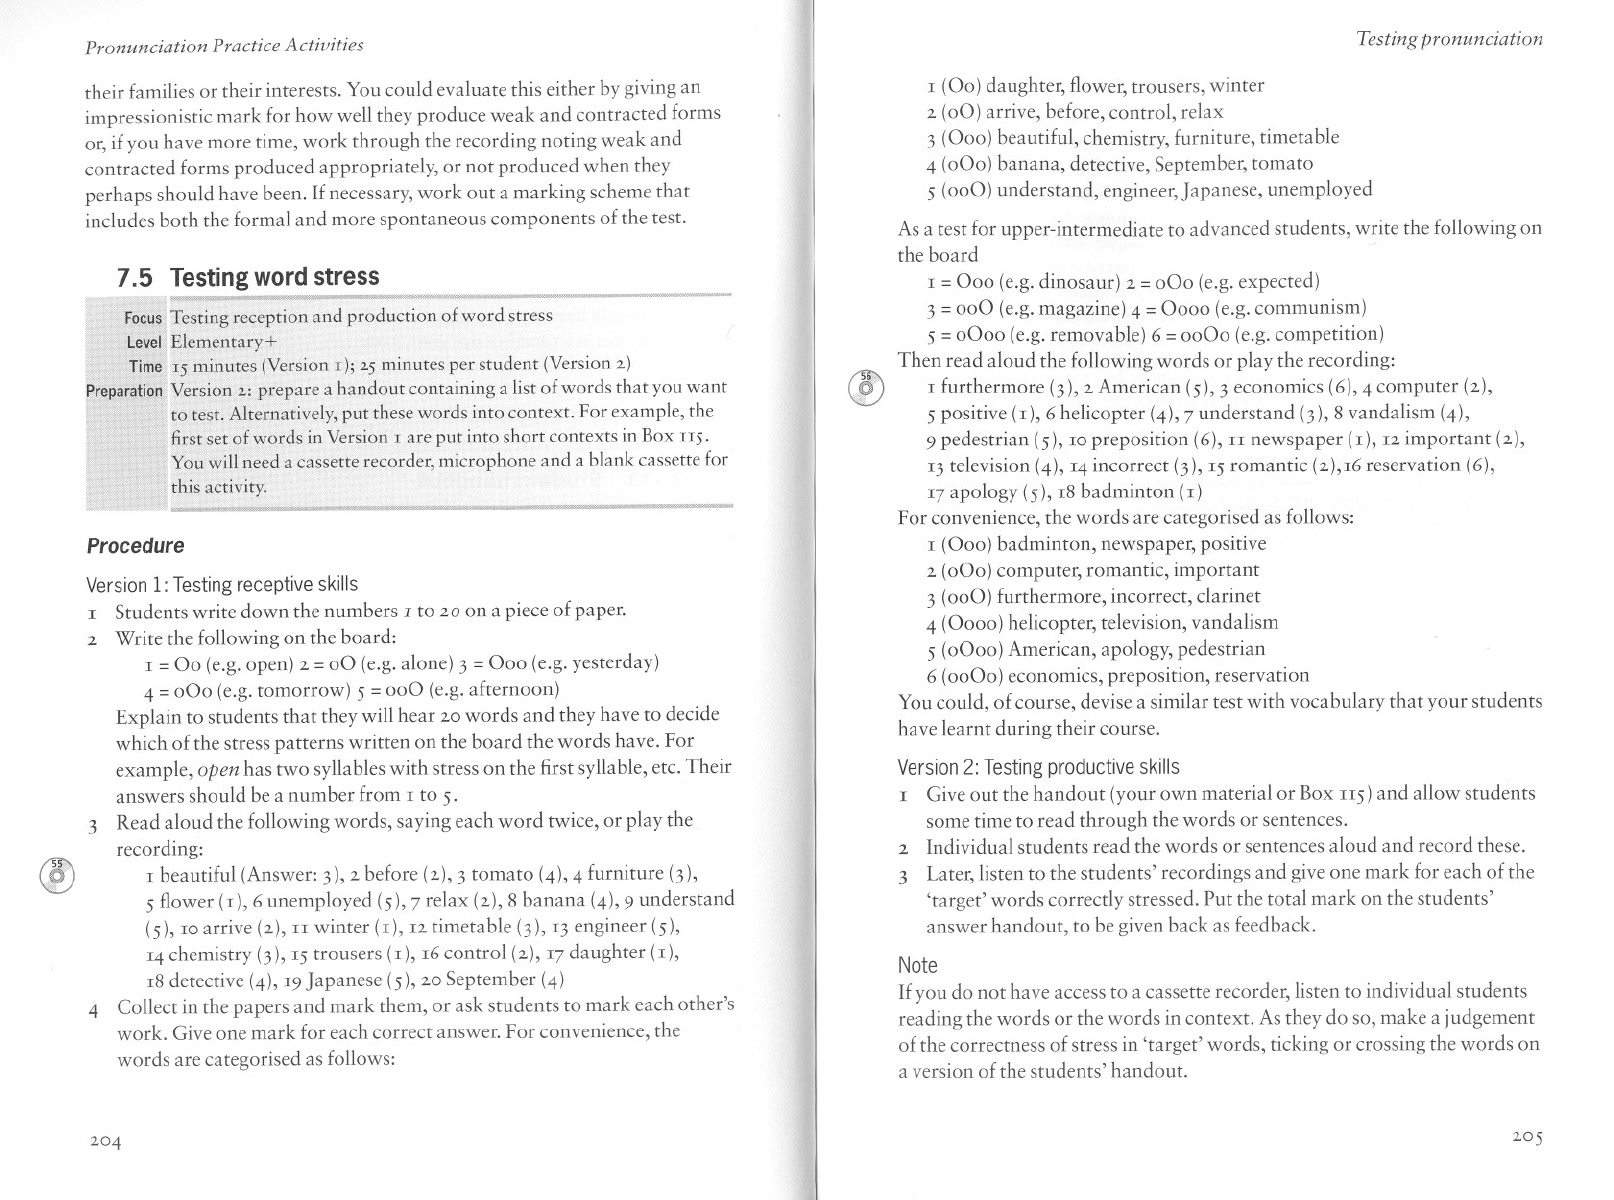 Pronunciation Practice Activities
their families or their interests. You could evaluate this either by giving an
impressionistic mark for how well they produce weak and contracted forms
or, if you have more time, work through the recording noting weak and
contracted forms produced appropriately, or not produced when they
perhaps should have been. If necessary, work out a marking scheme that
includes both the formal and more spontaneous components of the test.
7.5 Testing word stress
Focus Testing reception and production of word stress
Level Elementary+
Time 15 minutes (Version 1); 25 minutes per student (Version 2)
Preparation Version 2: prepare a handout containing a list of words that you want
to test. Alternatively, put these words into context. For example, the
first set of words in Version 1 are put into short contexts in Box 115.
You will need a cassette recorder, microphone and a blank cassette for
this activity.
Procedure
Version 1: Testing receptive skills
1 Students write down the numbers 1 to 20 on a piece of paper.
2 Write the following on the board:
1 = Oo (e.g. open) 2 = oO (e.g. alone) 3 = Ooo (e.g. yesterday)
4 = oOo (e.g. tomorrow) 5 = ooO (e.g. afternoon)
Explain to students that they will hear 20 words and they have to decide
which of the stress patterns written on the board the words have. For
example, open has two syllables with stress on the first syllable, etc. Their
answers should be a number from 1 to 5.
3 Read aloud the following words, saying each word twice, or play the
recording:
55
1 beautiful (Answer: 3), 2 before (2), 3 tomato (4), 4 furniture (3),
5 flower (1), 6 unemployed (5), 7 relax (2), 8 banana (4), 9 understand
(5), 10 arrive (2), 11 winter (1), 12 timetable (3), 13 engineer (5),
14 chemistry (3), 15 trousers (1), 16 control (2), 17 daughter (1),
18 detective (4), 19 Japanese (5), 20 September (4)
4 Collect in the papers and mark them, or ask students to mark each other's
work. Give one mark for each correct answer. For convenience, the
words are categorised as follows:
204
Testing pronunciation
1 (Oo) daughter, flower, trousers, winter
2 (oO) arrive, before, control, relax
3 (Ooo) beautiful, chemistry, furniture, timetable
4 (oOo) banana, detective, September, tomato
5 (ooO) understand, engineer, Japanese, unemployed
As a test for upper-intermediate to advanced students, write the following on
the board
1 = Ooo (e.g. dinosaur) 2 = oOo (e.g. expected)
3 = ooO (e.g. magazine) 4 = Oooo (e.g. communism)
5 = oOoo (e.g. removable) 6 = ooOo (e.g. competition)
Then read aloud the following words or play the recording:
56
1 furthermore (3), 2 American (5), 3 economics (6), 4 computer (2),
5 positive (1), 6 helicopter (4), 7 understand (3), 8 vandalism (4),
9 pedestrian (5), 10 preposition (6), 11 newspaper (1), 12 important (2),
13 television (4), 14 incorrect (3), 15 romantic (2),16 reservation (6),
17 apology (5), 18 badminton (1)
For convenience, the words are categorised as follows:
1 (Ooo) badminton, newspaper, positive
2 (oOo) computer, romantic, important
3 (ooO) furthermore, incorrect, clarinet
4 (Oooo) helicopter, television, vandalism
5 (oOoo) American, apology, pedestrian
6 (ooOo) economics, preposition, reservation
You could, of course, devise a similar test with vocabulary that your students
have learnt during their course.
Version 2: Testing productive skills
1 Give out the handout (your own material or Box 115) and allow students
some time to read through the words or sentences.
2 Individual students read the words or sentences aloud and record these.
3 Later, listen to the students' recordings and give one mark for each of the
'target' words correctly stressed. Put the total mark on the students'
answer handout, to be given back as feedback.
Note
If you do not have access to a cassette recorder, listen to individual students
reading the words or the words in context. As they do so, make a judgement
of the correctness of stress in 'target' words, ticking or crossing the words on
a version of the students' handout.
205